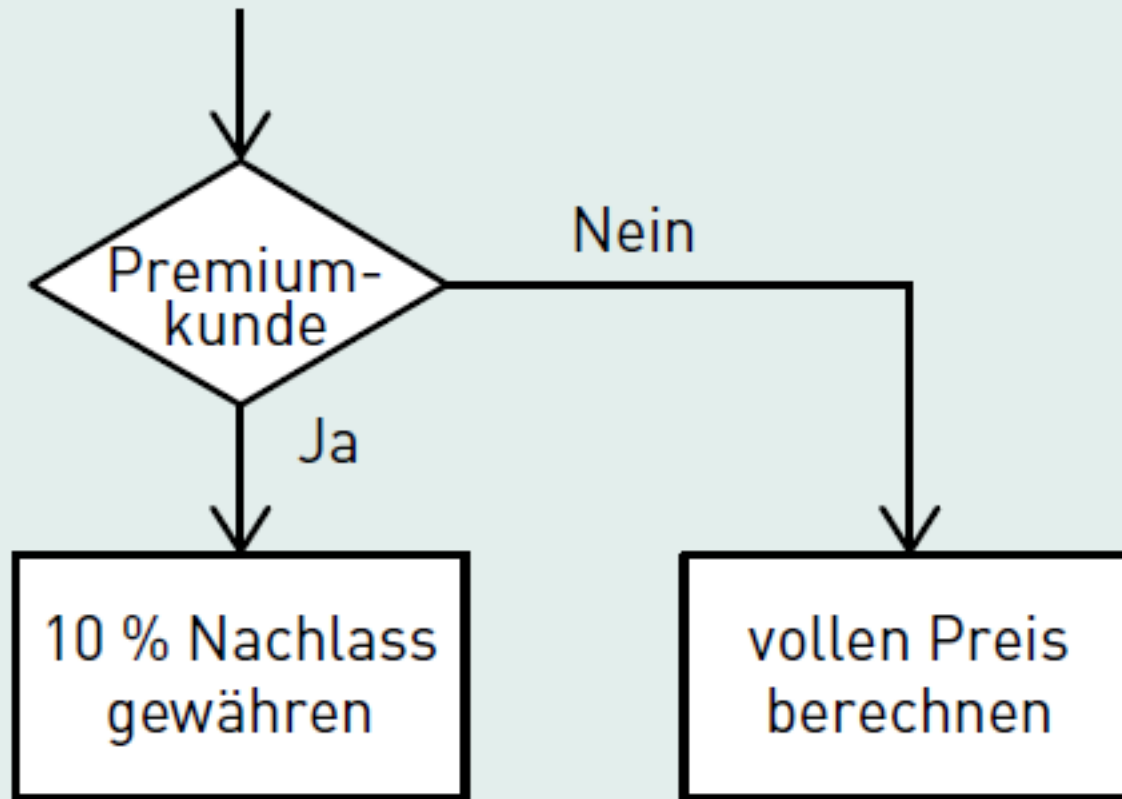 Nein
Premium-
kunde
Ja
10 % Nachlass
gewähren
vollen Preis
berechnen